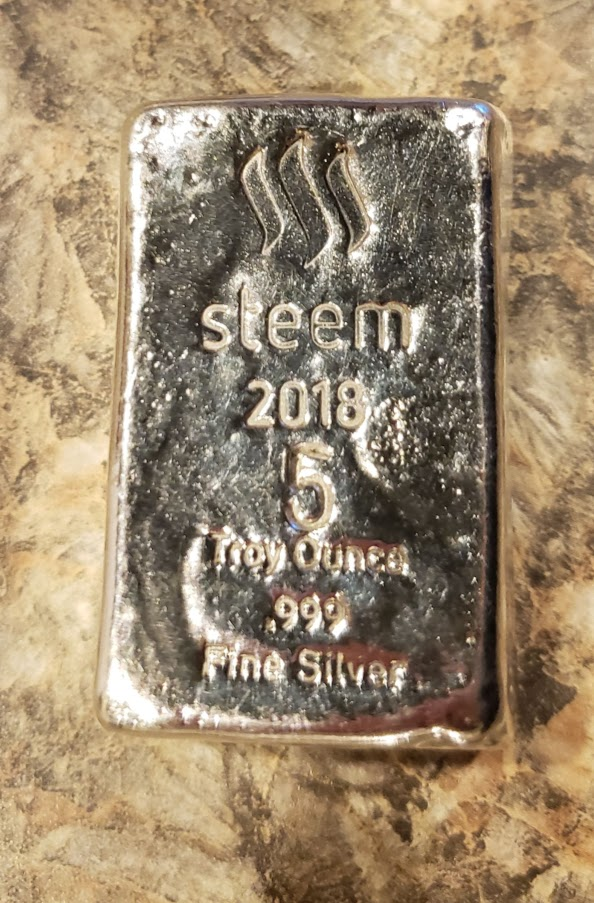 steem
2018
5
Troy Ounce
.999
Fine Silver